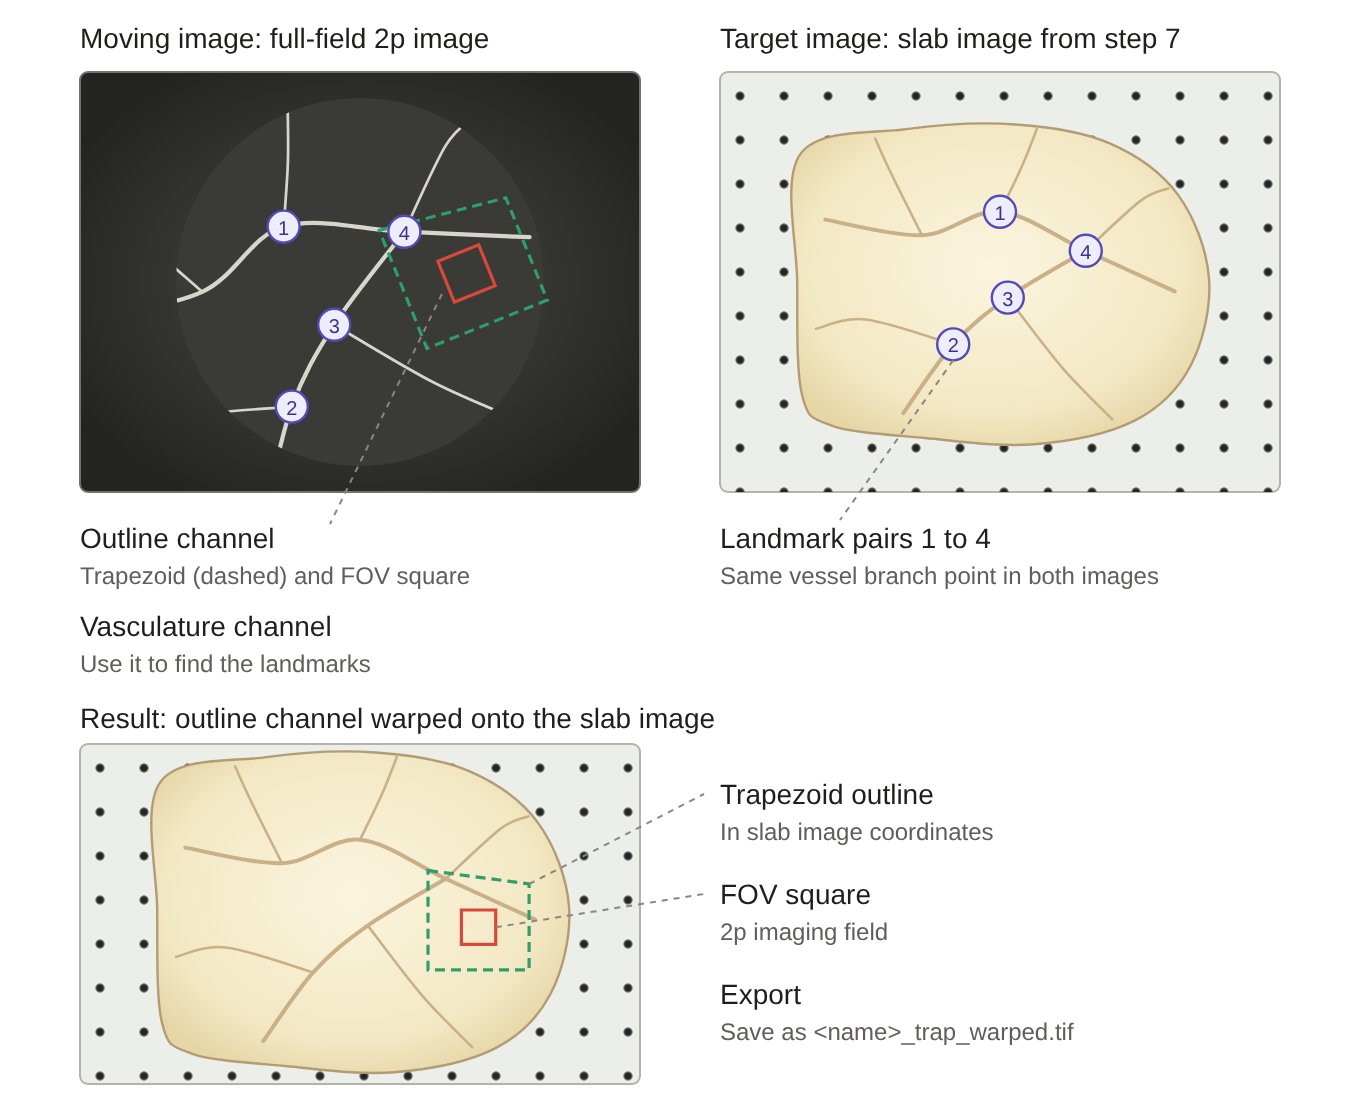 Moving image: full-field 2p image
Target image: slab image from step 7
1
4
3
2
1
4
3
2
Outline channel
Trapezoid (dashed) and FOV square
Landmark pairs 1 to 4
Same vessel branch point in both images
Vasculature channel
Use it to find the landmarks
Result: outline channel warped onto the slab image
Trapezoid outline
In slab image coordinates
FOV square
2p imaging field
Export
Save as <name>_trap_warped.tif